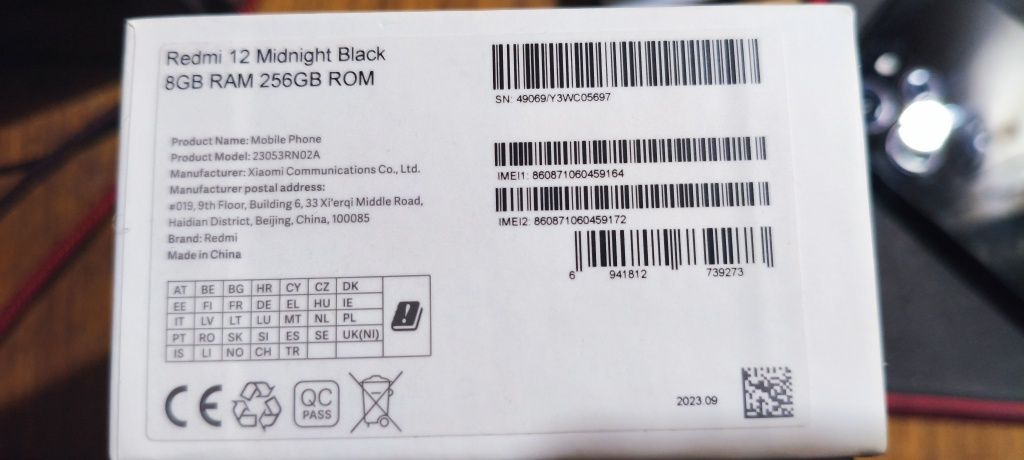 Redmi 12 Midnight Black
8GB RAM 256GB ROM
Product Name: Mobile Phone
Product Model: 23053RN02A
Manufacturer: Xiaomi Communications Co., Ltd.
Manufacturer postal address:
#019, 9th Floor, Building 6, 33 Xi'erqi Middle Road,
Haidian District, Beijing, China, 100085
Brand: Redmi
Made in China
AT BE BG HR CY CZ DK
EE FI FR DE EL HU IE
IT LV LT LU MT NL PL
PT RO SK SI ES SE UK(NI)
IS LI NO CH TR
CE
QC
PASS
SN: 49069/Y3WC05697
IMEI1: 860871060459164
IMEI2: 860871060459172
6 941812 739273
2023.09